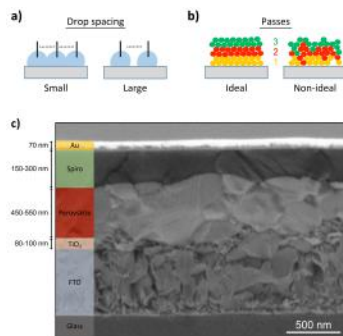 a)
Drop spacing
Small
Large
b)
Passes
3
2
1
Ideal
Non-ideal
c)
70 nm
Au
150-300 nm
Spiro
450-550 nm
Perovskite
80-100 nm
TiO₂
FTO
Glass
500 nm